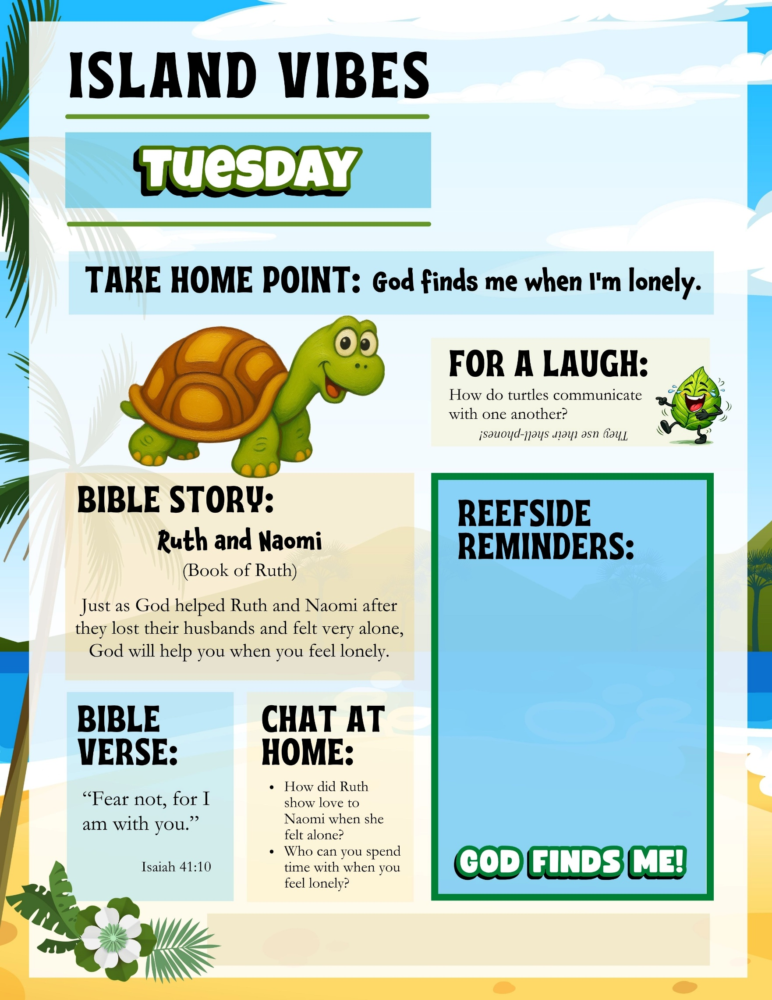 ISLAND VIBES
TUESDAY
TAKE HOME POINT: God finds me when I'm lonely.
FOR A LAUGH:
How do turtles communicate
with one another?
They use their shell-phones!
BIBLE STORY:
Ruth and Naomi
(Book of Ruth)
Just as God helped Ruth and Naomi after
they lost their husbands and felt very alone,
God will help you when you feel lonely.
REEFSIDE
REMINDERS:
GOD FINDS ME!
BIBLE
VERSE:
“Fear not, for I
am with you.”
Isaiah 41:10
CHAT AT
HOME:
• How did Ruth
show love to
Naomi when she
felt alone?
• Who can you spend
time with when you
feel lonely?